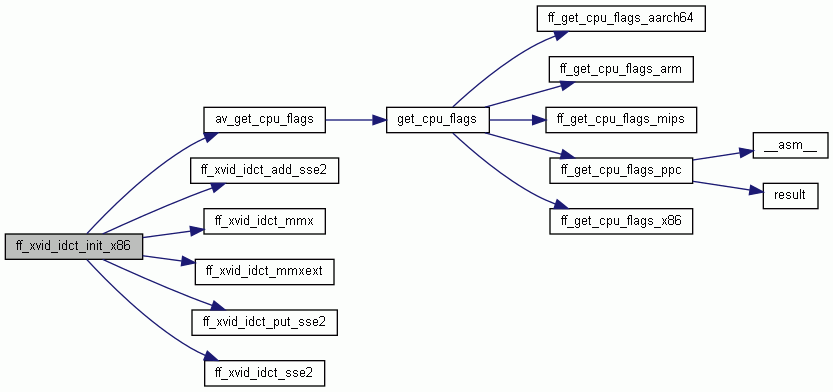 ff_xvid_idct_init_x86
av_get_cpu_flags
ff_xvid_idct_add_sse2
ff_xvid_idct_mmx
ff_xvid_idct_mmxext
ff_xvid_idct_put_sse2
ff_xvid_idct_sse2
get_cpu_flags
ff_get_cpu_flags_aarch64
ff_get_cpu_flags_arm
ff_get_cpu_flags_mips
ff_get_cpu_flags_ppc
ff_get_cpu_flags_x86
__asm__
result